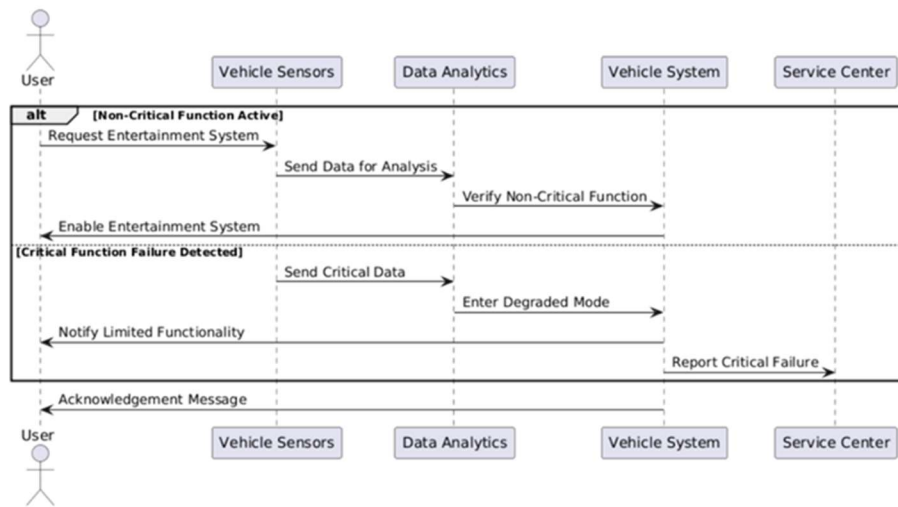 User
Vehicle Sensors
Data Analytics
Vehicle System
Service Center
alt [Non-Critical Function Active]
Request Entertainment System
Send Data for Analysis
Verify Non-Critical Function
Enable Entertainment System
[Critical Function Failure Detected]
Send Critical Data
Enter Degraded Mode
Notify Limited Functionality
Report Critical Failure
Acknowledgement Message
User
Vehicle Sensors
Data Analytics
Vehicle System
Service Center